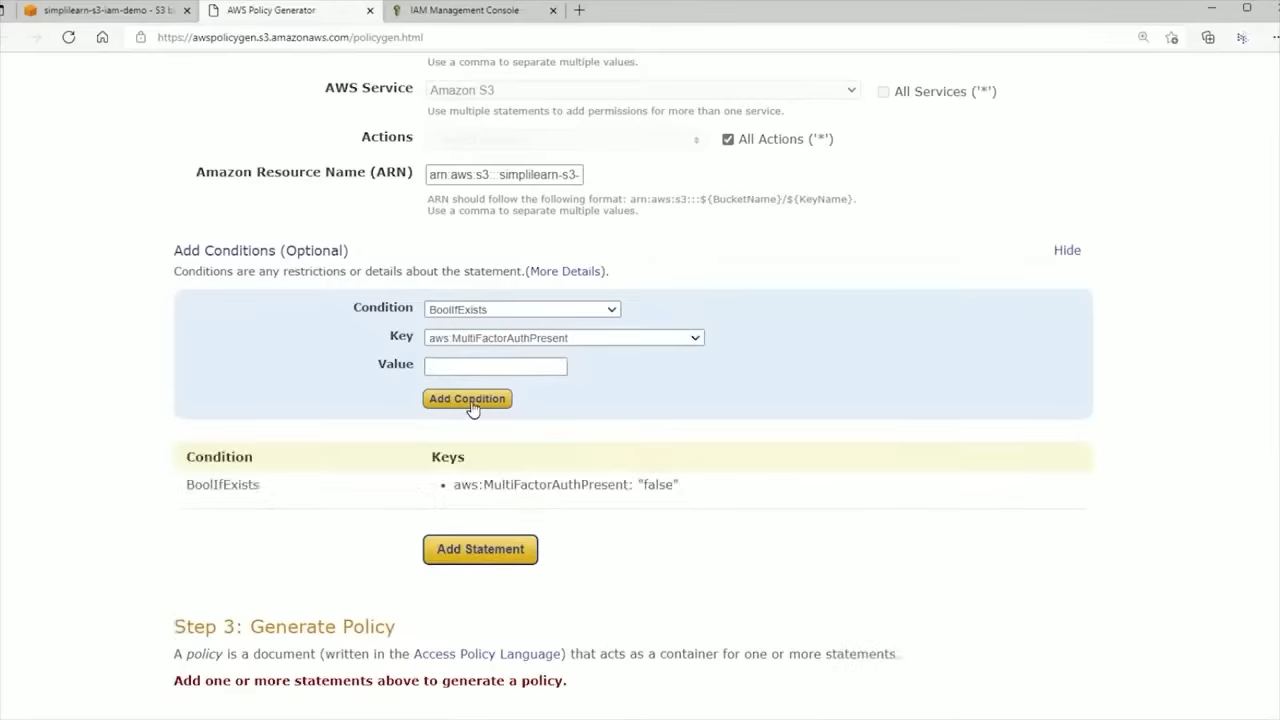 simplilearn-s3-iam-demo - S3 b
AWS Policy Generator
IAM Management Console
https://awspolicygen.s3.amazonaws.com/policygen.html
Use a comma to separate multiple values.
AWS Service
Amazon S3
All Services ('*')
Use multiple statements to add permissions for more than one service.
Actions
All Actions ('*')
Amazon Resource Name (ARN)
arn:aws:s3:::simplilearn-s3-
ARN should follow the following format: arn:aws:s3:::${BucketName}/${KeyName}.
Use a comma to separate multiple values.
Add Conditions (Optional)
Hide
Conditions are any restrictions or details about the statement.(More Details).
Condition
BoolIfExists
Key
aws:MultiFactorAuthPresent
Value
Add Condition
Condition
Keys
BoolIfExists
• aws:MultiFactorAuthPresent: "false"
Add Statement
Step 3: Generate Policy
A policy is a document (written in the Access Policy Language) that acts as a container for one or more statements.
Add one or more statements above to generate a policy.